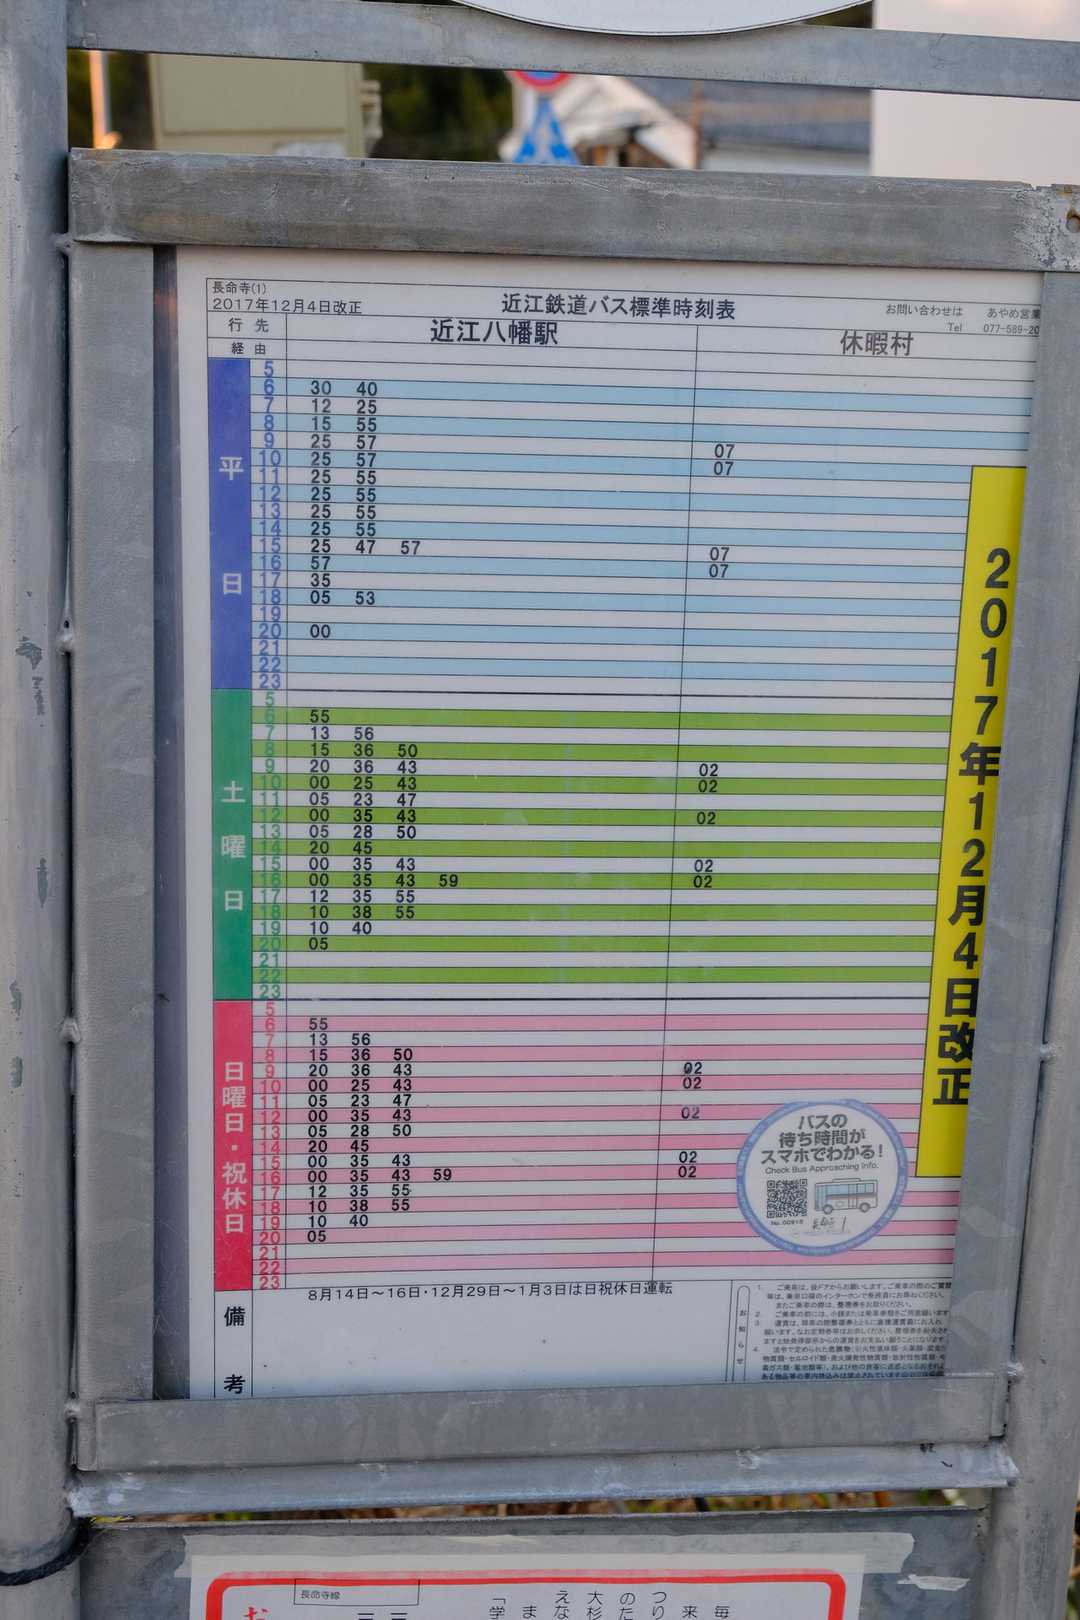 長命寺(1)
2017年12月4日改正
近江鉄道バス標準時刻表
お問い合わせは あやめ営業
Tel 077-589-20
行先 近江八幡駅 休暇村
経由
平日
5
6 30 40
7 12 25
8 15 55
9 25 57 07
10 25 57 07
11 25 55
12 25 55
13 25 55
14 25 55
15 25 47 57 07
16 57 07
17 35
18 05 53
19
20 00
21
22
23
土曜日
5
6 55
7 13 56
8 15 36 50
9 20 36 43 02
10 00 25 43 02
11 05 23 47
12 00 35 43 02
13 05 28 50
14 20 45
15 00 35 43 02
16 00 35 43 59 02
17 12 35 55
18 10 38 55
19 10 40
20 05
21
22
23
日曜日・祝休日
5
6 55
7 13 56
8 15 36 50
9 20 36 43 02
10 00 25 43 02
11 05 23 47
12 00 35 43 02
13 05 28 50
14 20 45
15 00 35 43 02
16 00 35 43 59 02
17 12 35 55
18 10 38 55
19 10 40
20 05
21
22
23
備考
8月14日～16日・12月29日～1月3日は日祝休日運転
2017年12月4日改正
バスの
待ち時間が
スマホでわかる!
Check Bus Approaching Info.
No.00918
お知らせ
長命寺線